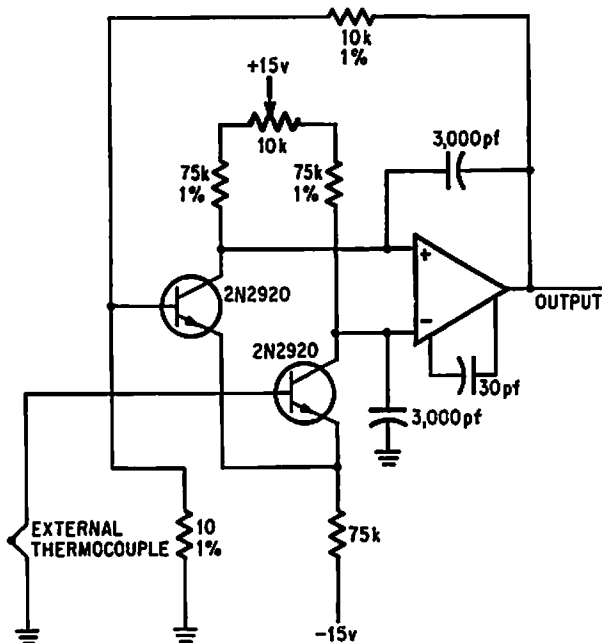 10k
1%
+15v
10k
3,000pf
75k
1%
75k
1%
+
2N2920
OUTPUT
−
2N2920
30pf
3,000pf
EXTERNAL
THERMOCOUPLE
10
1%
75k
−15v